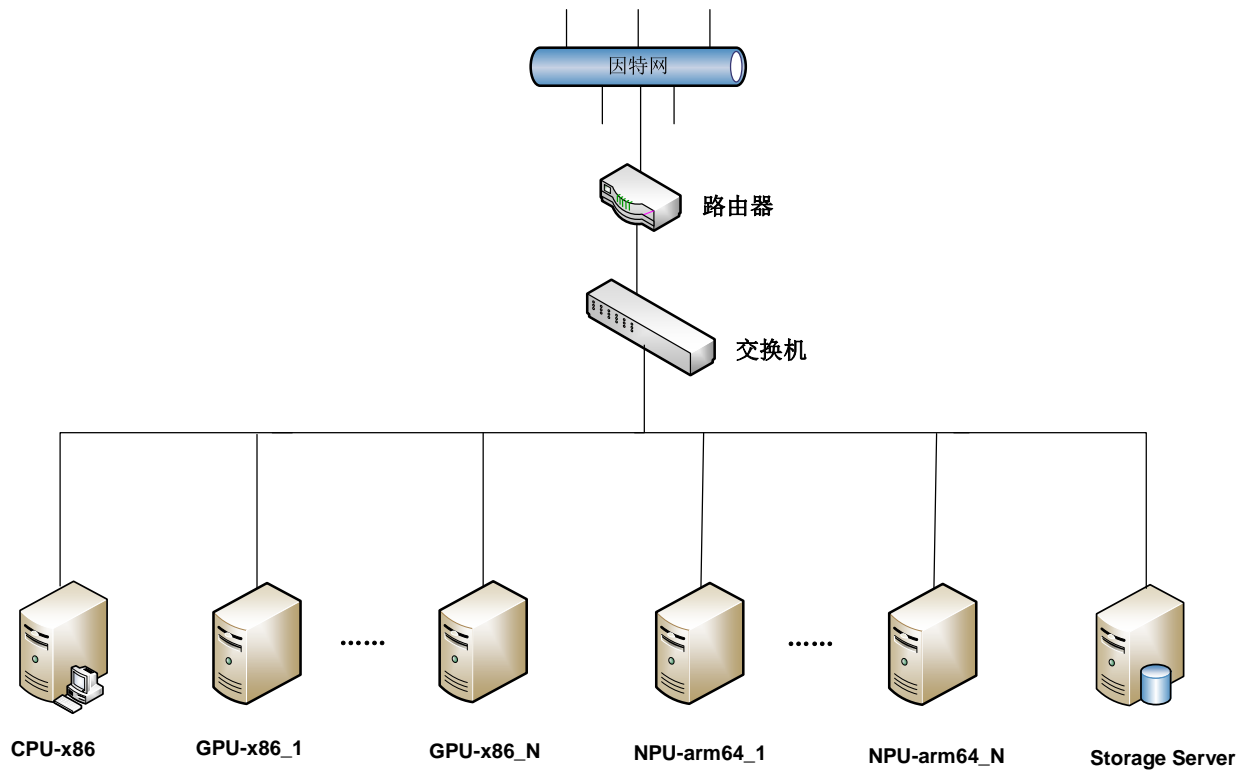 因特网
路由器
交换机
······
······
CPU-x86
GPU-x86_1
GPU-x86_N
NPU-arm64_1
NPU-arm64_N
Storage Server